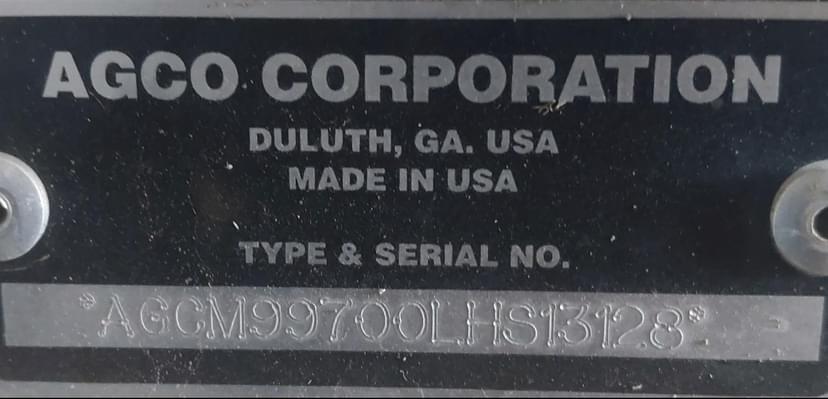 AGCO CORPORATION
DULUTH, GA. USA
MADE IN USA
TYPE & SERIAL NO.
*AGCM99700LHS13128*